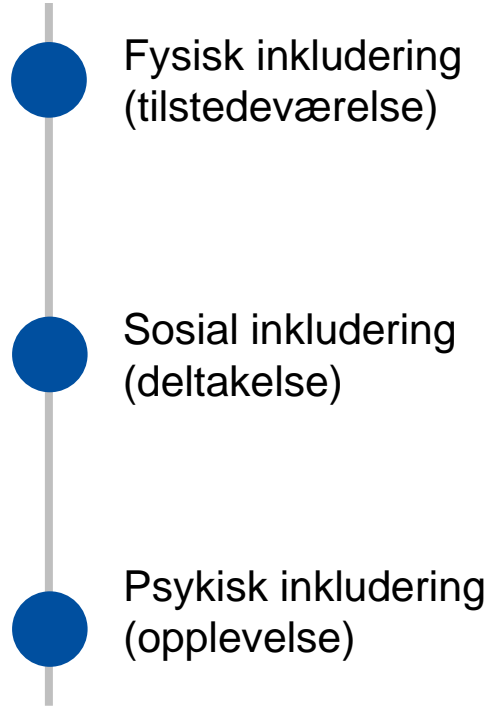 Fysisk inkludering
(tilstedeværelse)
Sosial inkludering
(deltakelse)
Psykisk inkludering
(opplevelse)